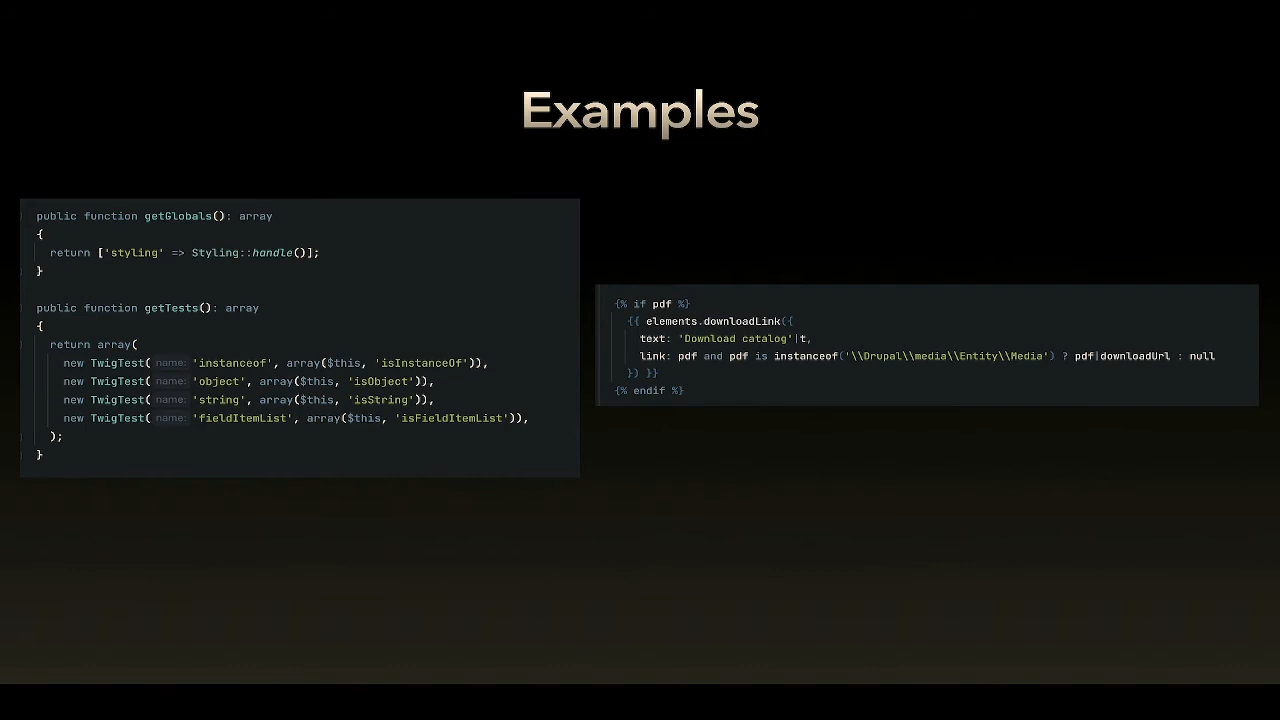 Examples
public function getGlobals(): array
{
return ['styling' => Styling::handle()];
}
public function getTests(): array
{
return array(
new TwigTest( name: 'instanceof', array($this, 'isInstanceOf')),
new TwigTest( name: 'object', array($this, 'isObject')),
new TwigTest( name: 'string', array($this, 'isString')),
new TwigTest( name: 'fieldItemList', array($this, 'isFieldItemList')),
);
}
{% if pdf %}
{{ elements.downloadLink({
text: 'Download catalog'|t,
link: pdf and pdf is instanceof('\\Drupal\\media\\Entity\\Media') ? pdf|downloadUrl : null
}) }}
{% endif %}